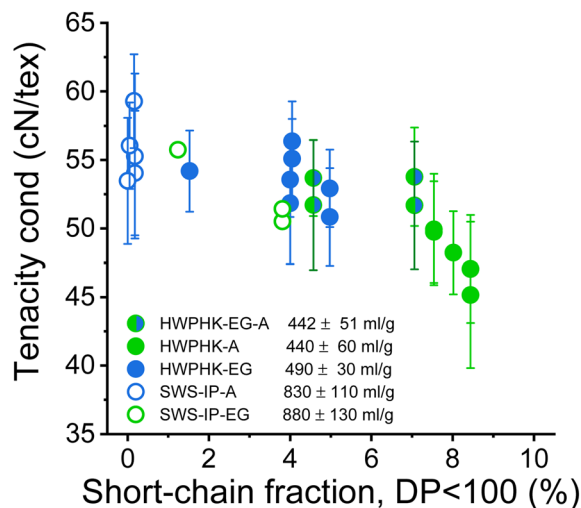 Tenacity cond (cN/tex)
65
60
55
50
45
40
35
HWPHK-EG-A 442 ± 51 ml/g
HWPHK-A 440 ± 60 ml/g
HWPHK-EG 490 ± 30 ml/g
SWS-IP-A 830 ± 110 ml/g
SWS-IP-EG 880 ± 130 ml/g
0 2 4 6 8 10
Short-chain fraction, DP<100 (%)